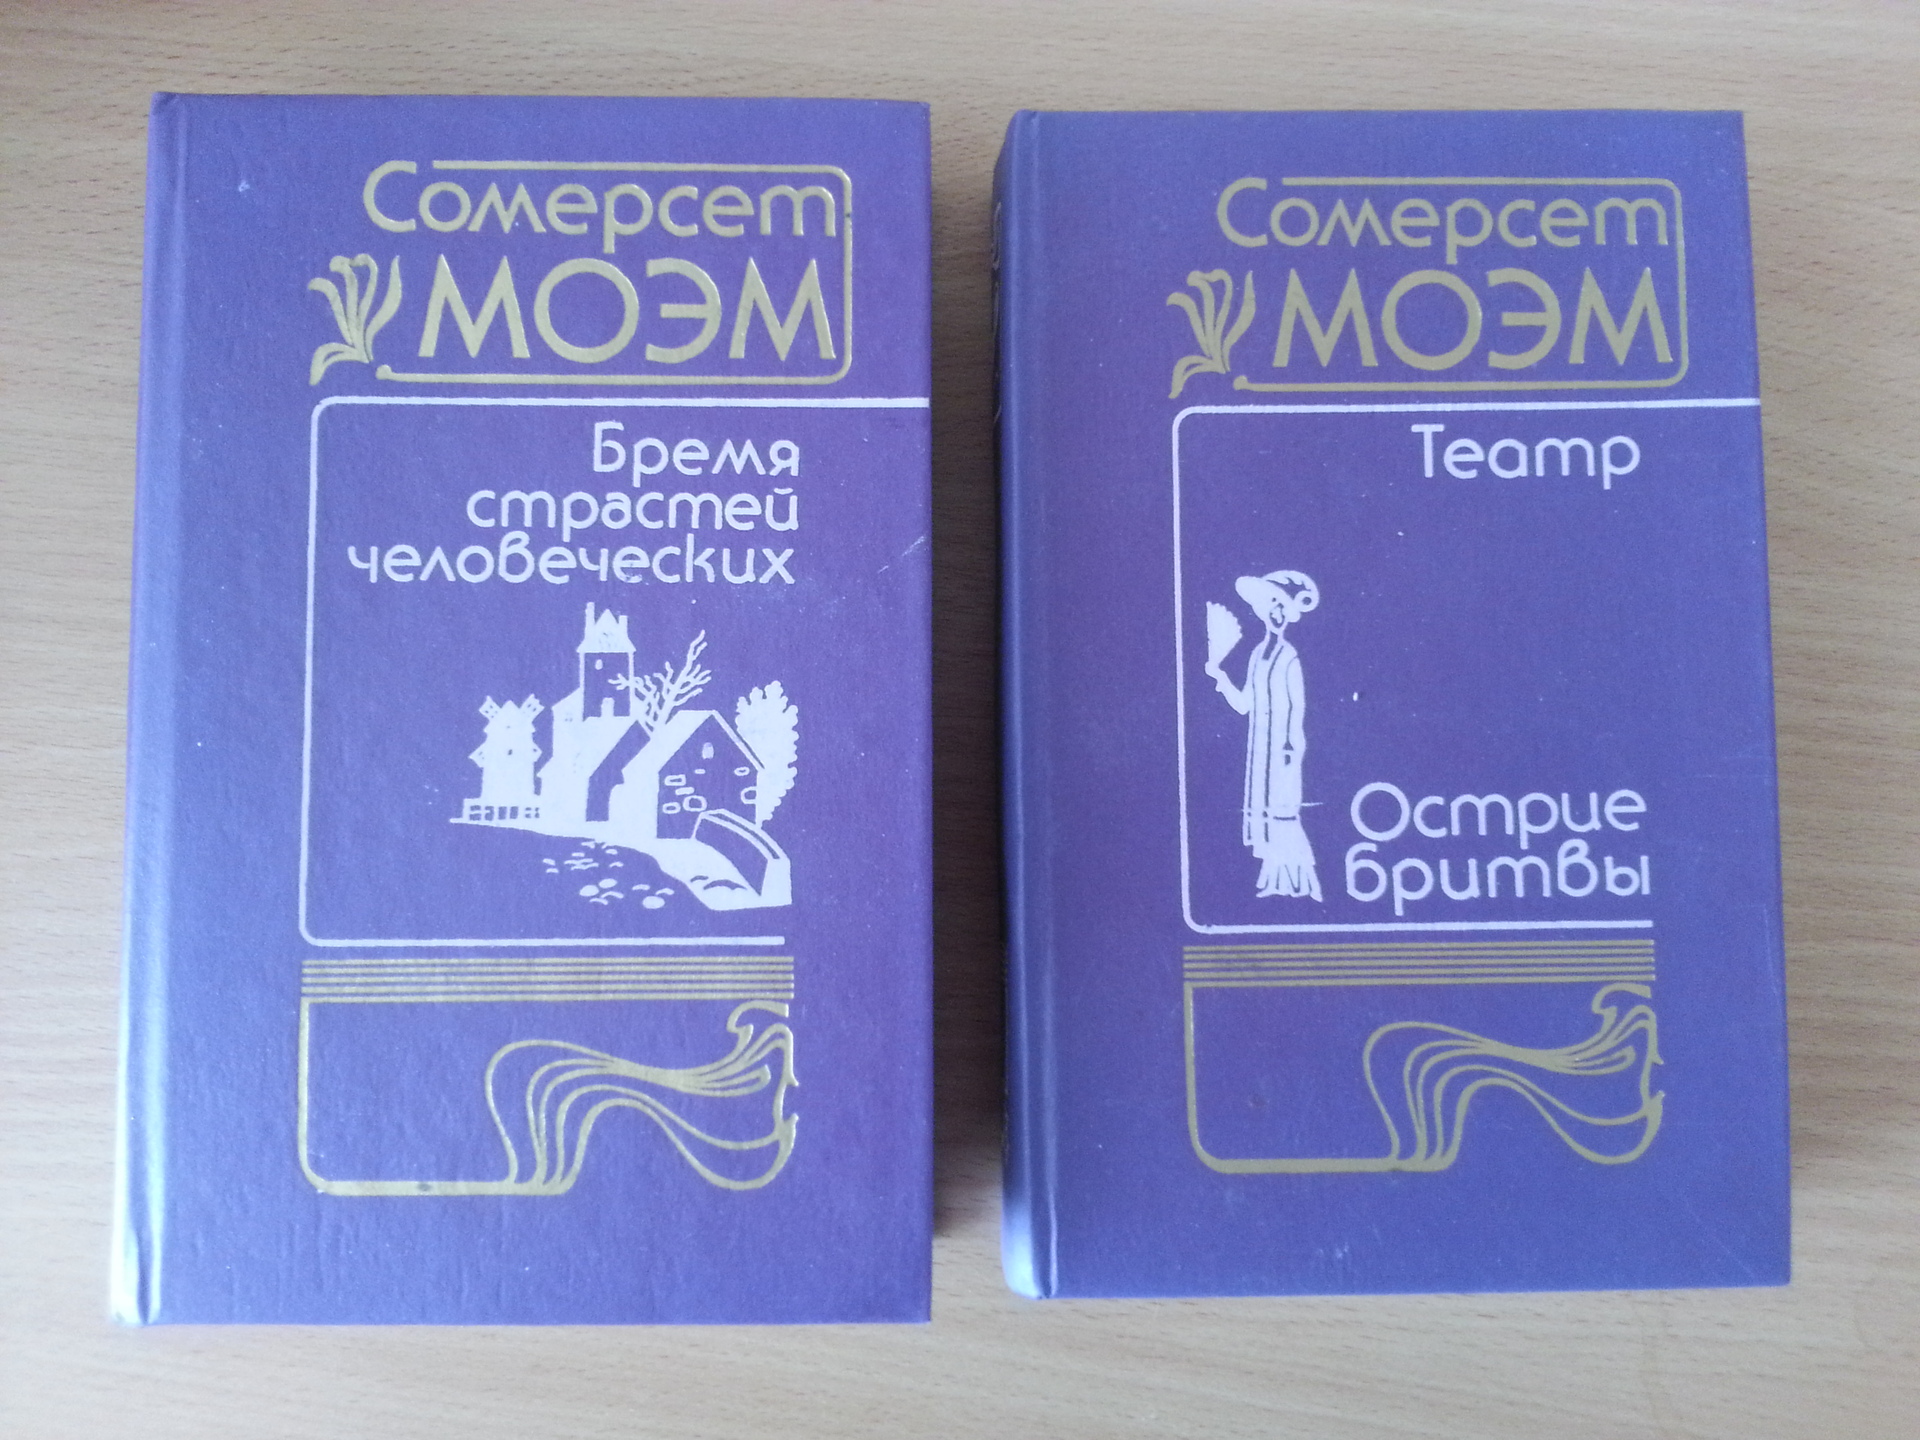 Сомерсет
МОЭМ
Бремя
страстей
человеческих
Сомерсет
МОЭМ
Театр
Острие
бритвы